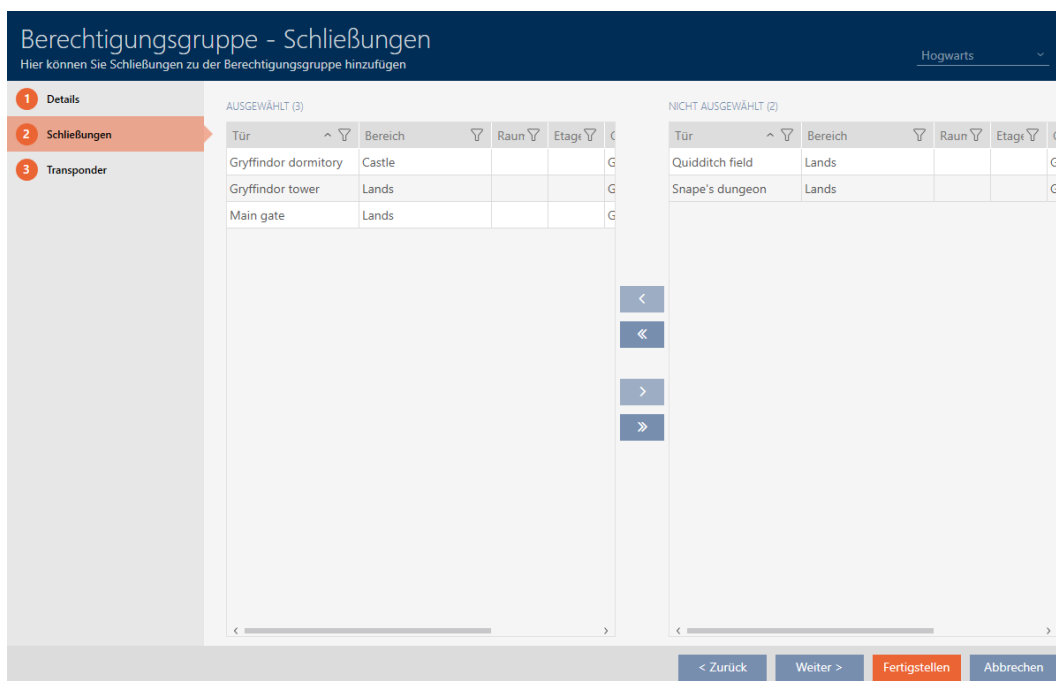 Berechtigungsgruppe - Schließungen
Hier können Sie Schließungen zu der Berechtigungsgruppe hinzufügen
Hogwarts
1 Details
2 Schließungen
3 Transponder
AUSGEWÄHLT (3)
Tür Bereich Raun Etage
Gryffindor dormitory Castle G
Gryffindor tower Lands G
Main gate Lands G
NICHT AUSGEWÄHLT (2)
Tür Bereich Raun Etage
Quidditch field Lands G
Snape's dungeon Lands G
< Zurück Weiter > Fertigstellen Abbrechen